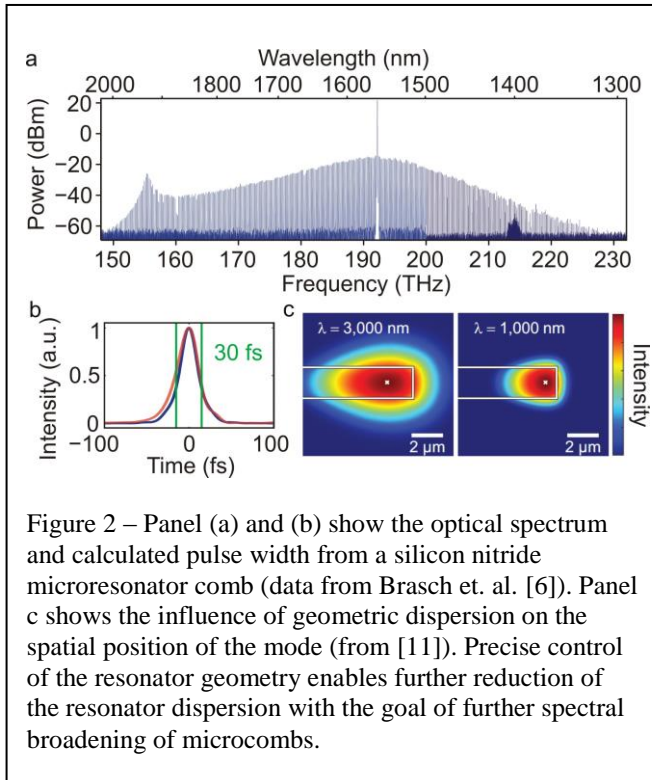 a
Wavelength (nm)
2000 1800 1700 1600 1500 1400 1300
Power (dBm)
20
0
−20
−40
−60
150 160 170 180 190 200 210 220 230
Frequency (THz)
b
Intensity (a.u.)
1
0.5
0
30 fs
−100 0 100
Time (fs)
c
λ = 3,000 nm
2 μm
λ = 1,000 nm
2 μm
Intensity
Figure 2 – Panel (a) and (b) show the optical spectrum
and calculated pulse width from a silicon nitride
microresonator comb (data from Brasch et. al. [6]). Panel
c shows the influence of geometric dispersion on the
spatial position of the mode (from [11]). Precise control
of the resonator geometry enables further reduction of
the resonator dispersion with the goal of further spectral
broadening of microcombs.